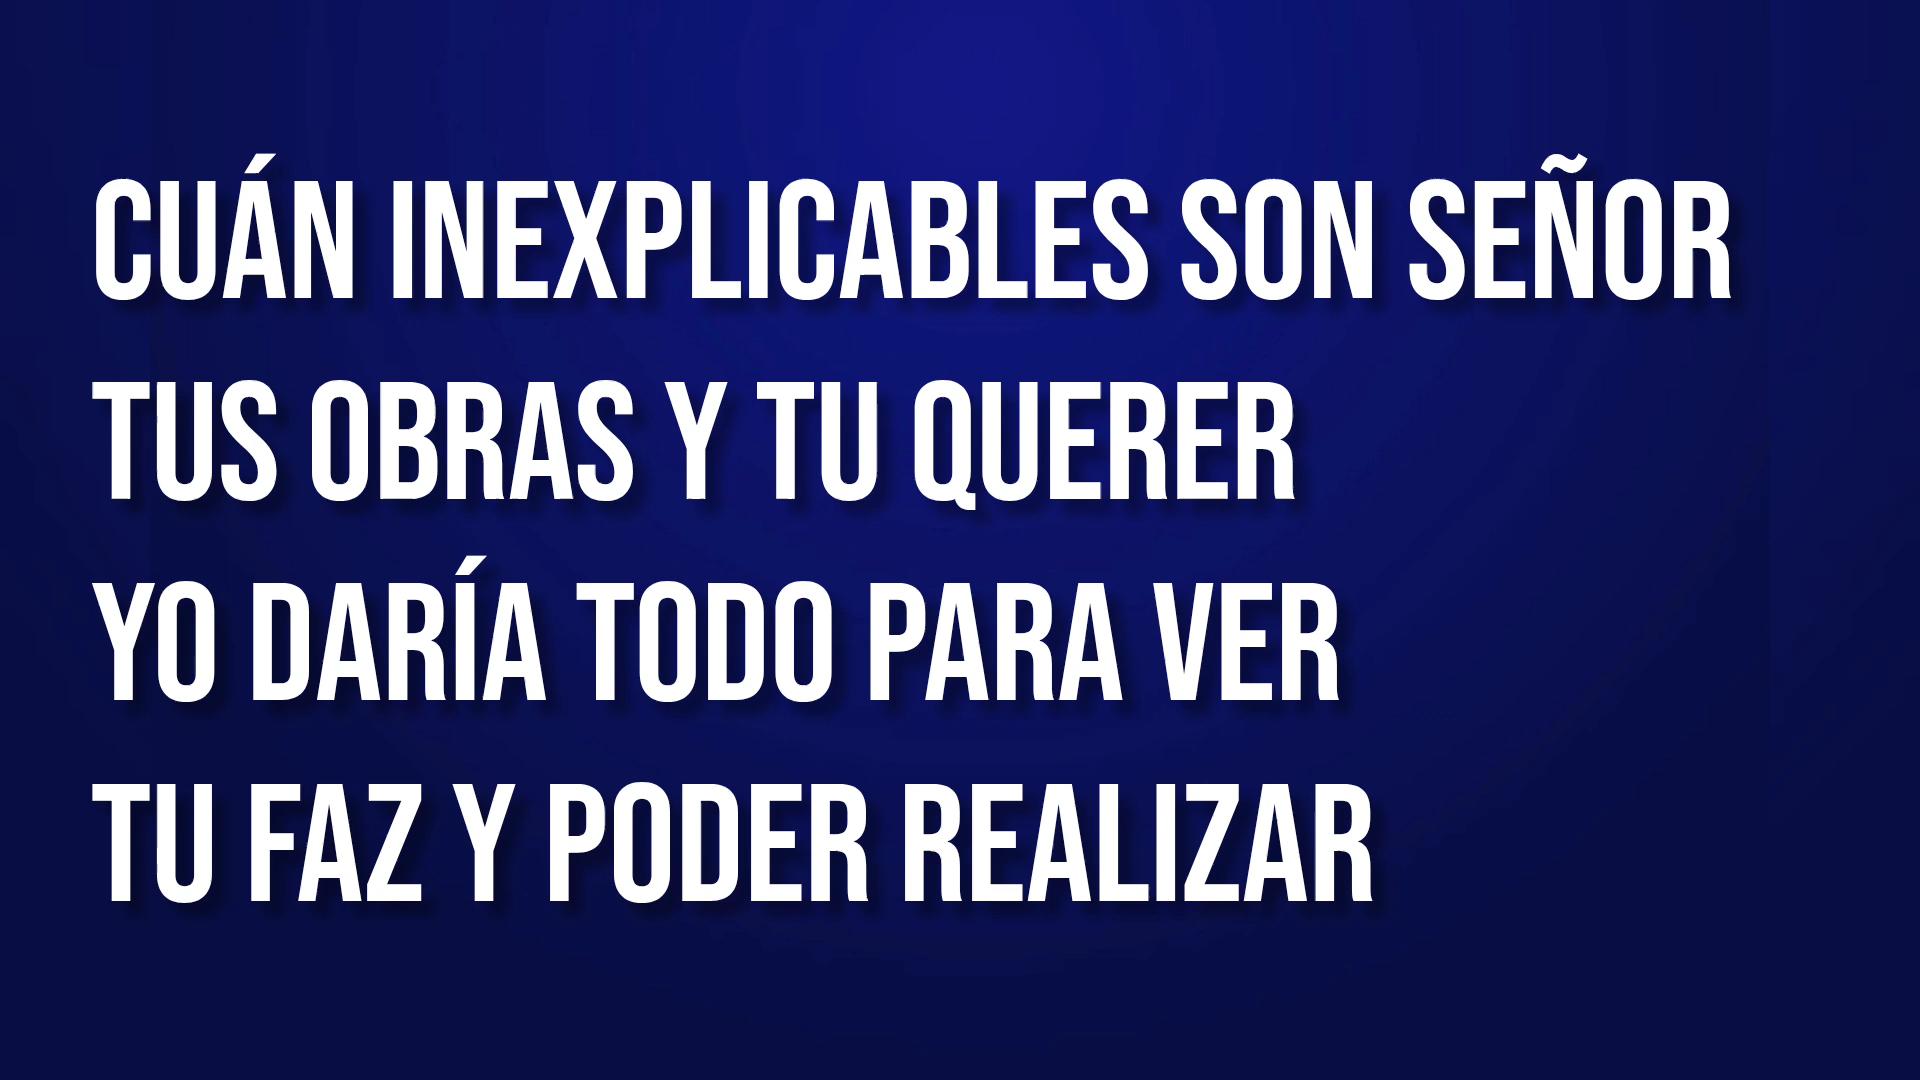 CUÁN INEXPLICABLES SON SEÑOR
TUS OBRAS Y TU QUERER
YO DARÍA TODO PARA VER
TU FAZ Y PODER REALIZAR